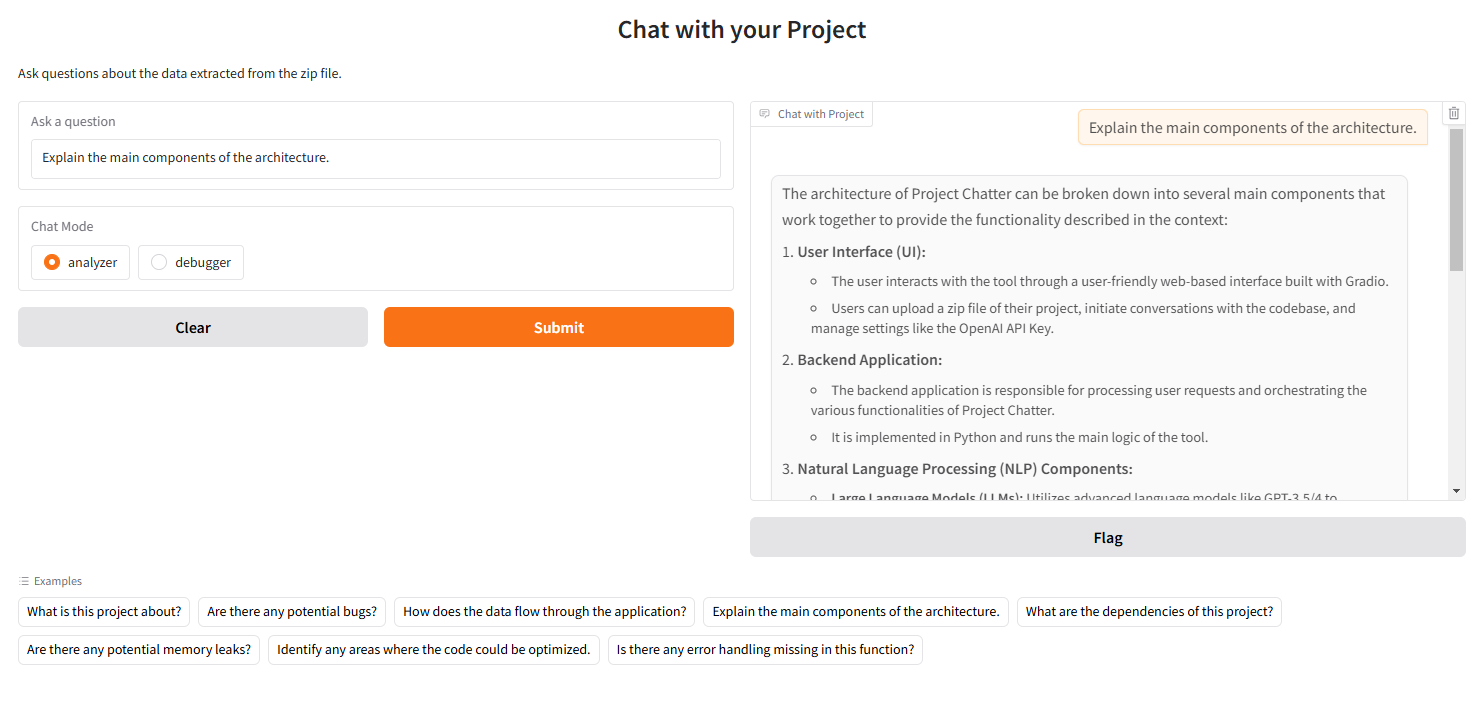 Chat with your Project
Ask questions about the data extracted from the zip file.
Ask a question
Explain the main components of the architecture.
Chat Mode
analyzer
debugger
Clear
Submit
Chat with Project
Explain the main components of the architecture.
The architecture of Project Chatter can be broken down into several main components that
work together to provide the functionality described in the context:
1. User Interface (UI):
The user interacts with the tool through a user-friendly web-based interface built with Gradio.
Users can upload a zip file of their project, initiate conversations with the codebase, and
manage settings like the OpenAI API Key.
2. Backend Application:
The backend application is responsible for processing user requests and orchestrating the
various functionalities of Project Chatter.
It is implemented in Python and runs the main logic of the tool.
3. Natural Language Processing (NLP) Components:
Large Language Models (LLMs): Utilizes advanced language models like GPT-3.5/4 to
Flag
Examples
What is this project about?
Are there any potential bugs?
How does the data flow through the application?
Explain the main components of the architecture.
What are the dependencies of this project?
Are there any potential memory leaks?
Identify any areas where the code could be optimized.
Is there any error handling missing in this function?